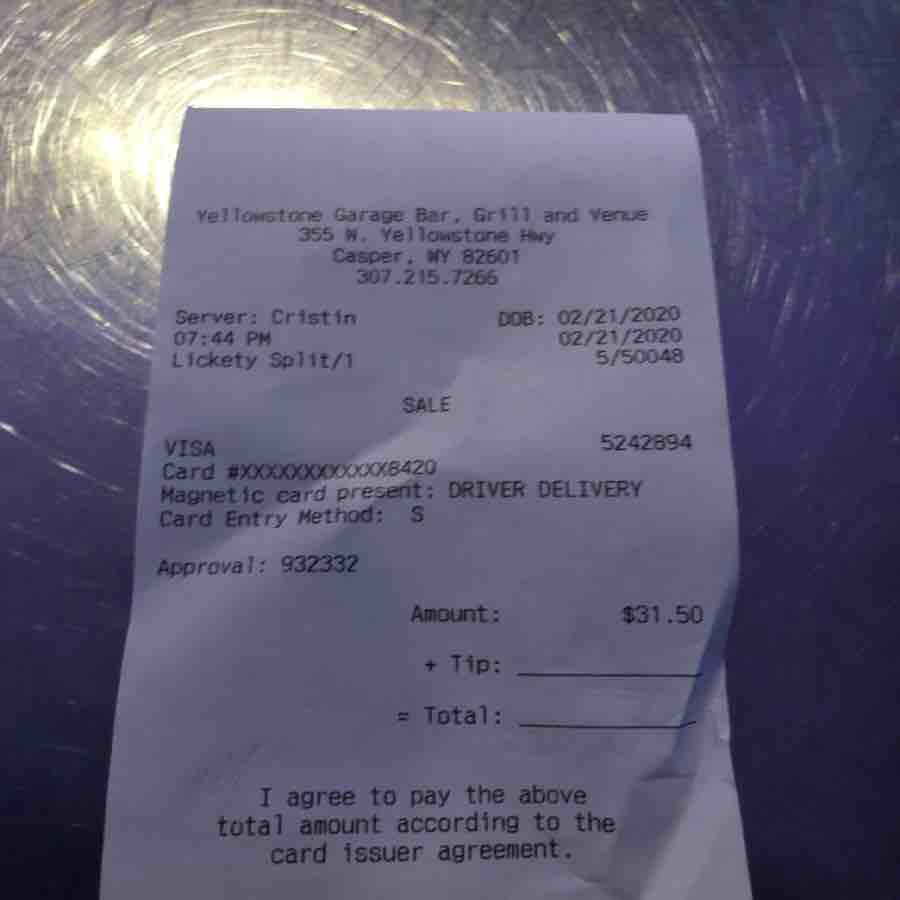 Yellowstone Garage Bar, Grill and Venue
355 W. Yellowstone Hwy
Casper, WY 82601
307.215.7266
Server: Cristin DOB: 02/21/2020
07:44 PM 02/21/2020
Lickety Split/1 5/50048
SALE
VISA 5242894
Card #XXXXXXXXXXXX8420
Magnetic card present: DRIVER DELIVERY
Card Entry Method: S
Approval: 932332
Amount: $31.50
+ Tip: ____________
= Total: ____________
I agree to pay the above
total amount according to the
card issuer agreement.